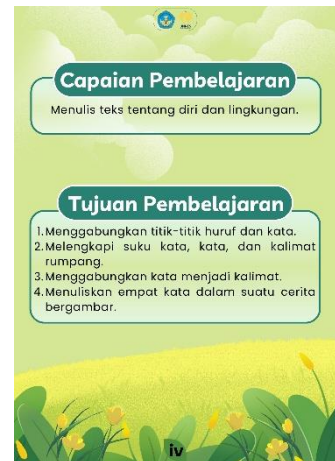 Capaian Pembelajaran
Menulis teks tentang diri dan lingkungan.
Tujuan Pembelajaran
1. Menggabungkan titik-titik huruf dan kata.
2. Melengkapi suku kata, kata, dan kalimat
rumpang.
3. Menggabungkan kata menjadi kalimat.
4. Menuliskan empat kata dalam suatu cerita
bergambar.
iv